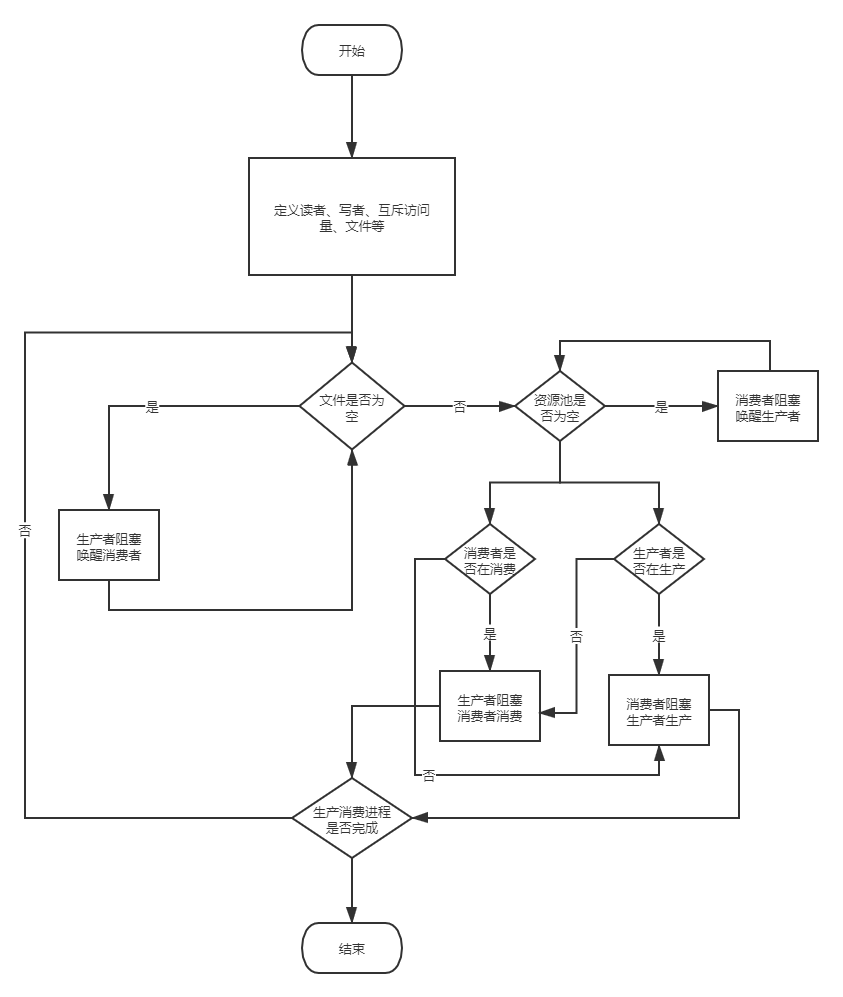 开始
定义读者、写者、互斥访问
量、文件等
文件是否为
空
是
否
资源池是
否为空
是
消费者阻塞
唤醒生产者
生产者阻塞
唤醒消费者
否
消费者是
否在消费
生产者是
否在生产
是
否
是
生产者阻塞
消费者消费
消费者阻塞
生产者生产
否
生产消费进程
是否完成
结束